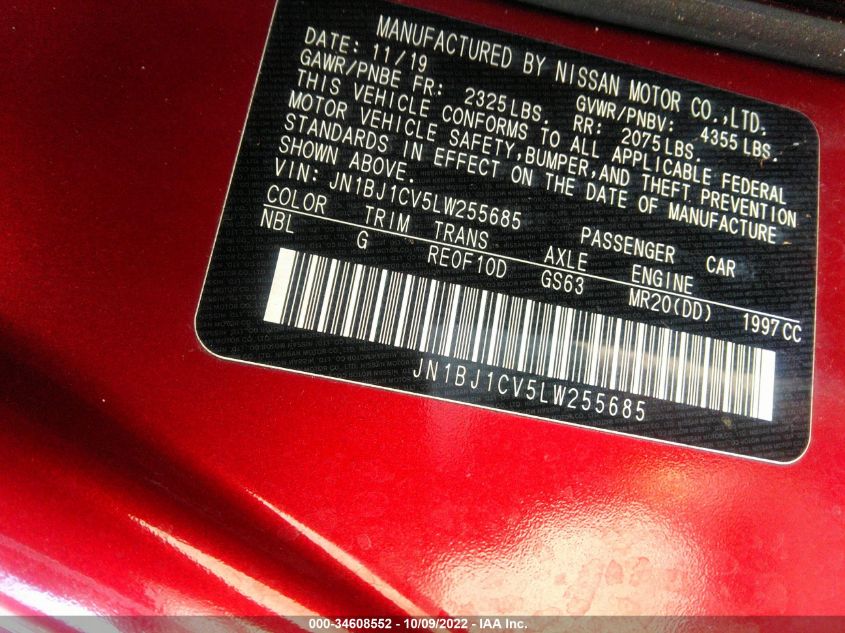 MANUFACTURED BY NISSAN MOTOR CO.,LTD.
DATE: 11/19 GVWR/PNBV: 4355LBS.
GAWR/PNBE FR: 2325LBS. RR: 2075LBS.
THIS VEHICLE CONFORMS TO ALL APPLICABLE FEDERAL
MOTOR VEHICLE SAFETY,BUMPER,AND THEFT PREVENTION
STANDARDS IN EFFECT ON THE DATE OF MANUFACTURE
SHOWN ABOVE.
VIN: JN1BJ1CV5LW255685 PASSENGER CAR
COLOR TRIM TRANS AXLE ENGINE
NBL G RE0F10D GS63 MR20(DD) 1997CC
JN1BJ1CV5LW255685
000-34608552 - 10/09/2022 - IAA Inc.